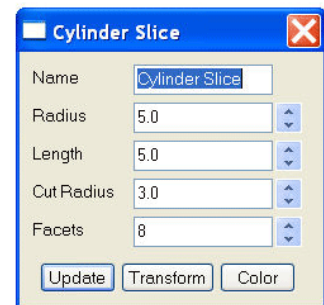 Cylinder Slice
Name Cylinder Slice
Radius 5.0
Length 5.0
Cut Radius 3.0
Facets 8
Update Transform Color